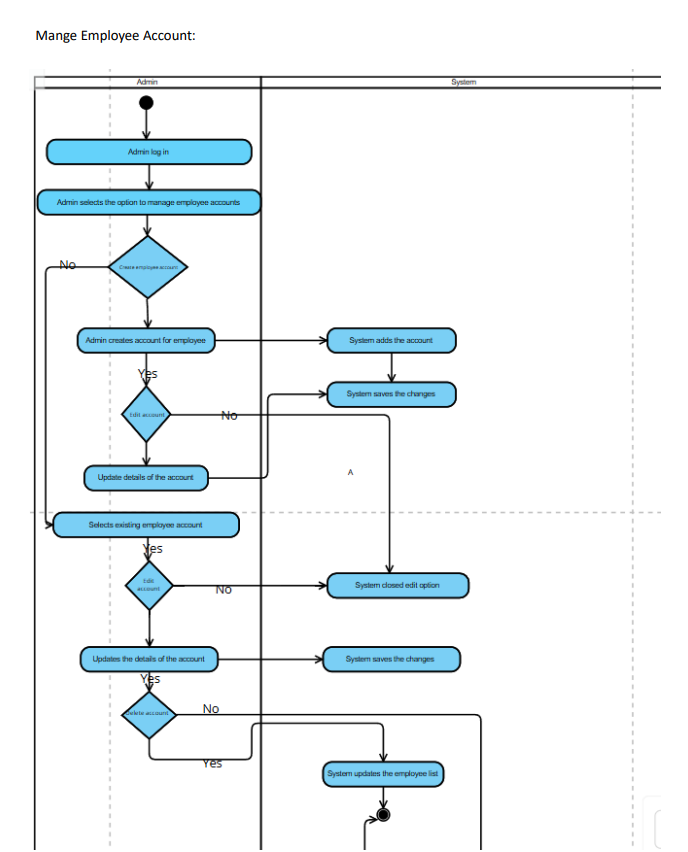 Mange Employee Account:
Admin
System
Admin log in
Admin selects the option to manage employee accounts
No
Create employee account
Admin creates account for employee
System adds the account
Yes
System saves the changes
Edit account
No
Update details of the account
A
Selects existing employee account
Yes
Edit
account
No
System closed edit option
Updates the details of the account
System saves the changes
Yes
Delete account
No
Yes
System updates the employee list